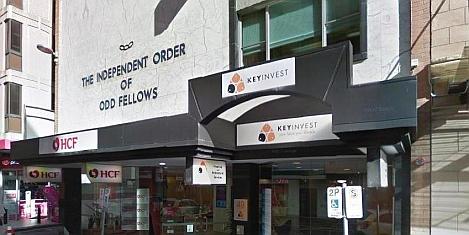 THE INDEPENDENT ORDER
OF
ODD FELLOWS
KEYINVEST
KEYINVEST
HCF
HCF
HCF
2P
S